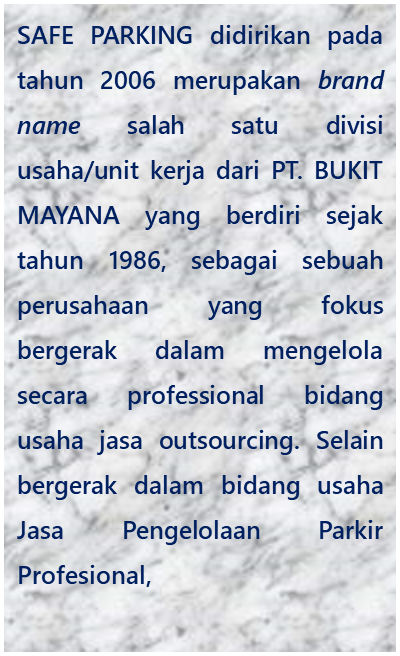 SAFE PARKING didirikan pada
tahun 2006 merupakan brand
name salah satu divisi
usaha/unit kerja dari PT. BUKIT
MAYANA yang berdiri sejak
tahun 1986, sebagai sebuah
perusahaan yang fokus
bergerak dalam mengelola
secara professional bidang
usaha jasa outsourcing. Selain
bergerak dalam bidang usaha
Jasa Pengelolaan Parkir
Profesional,